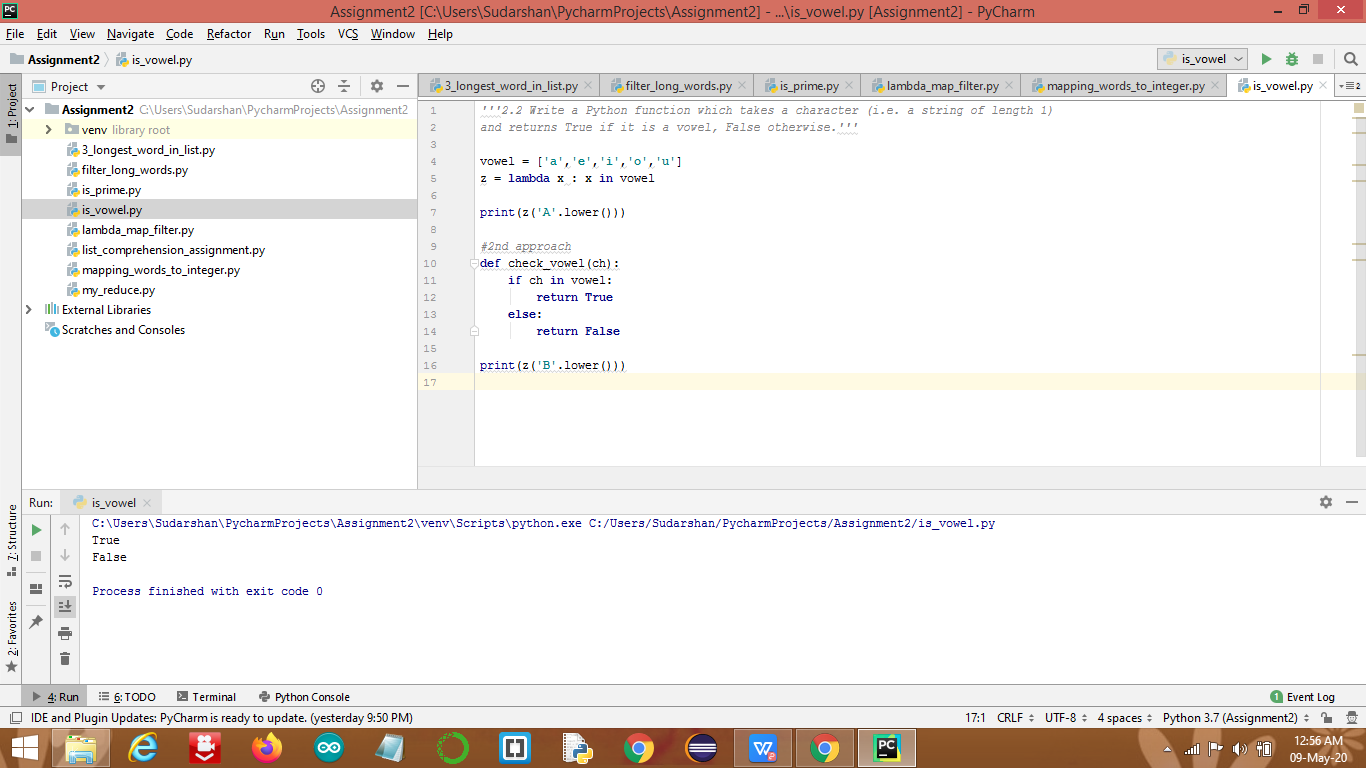 Assignment2 [C:\Users\Sudarshan\PycharmProjects\Assignment2] - ...\is_vowel.py [Assignment2] - PyCharm
File Edit View Navigate Code Refactor Run Tools VCS Window Help
Assignment2 is_vowel.py is_vowel
1: Project
Project
3_longest_word_in_list.py filter_long_words.py is_prime.py lambda_map_filter.py mapping_words_to_integer.py is_vowel.py 2
Assignment2 C:\Users\Sudarshan\PycharmProjects\Assignment2
venv library root
3_longest_word_in_list.py
filter_long_words.py
is_prime.py
is_vowel.py
lambda_map_filter.py
list_comprehension_assignment.py
mapping_words_to_integer.py
my_reduce.py
External Libraries
Scratches and Consoles
1 '''2.2 Write a Python function which takes a character (i.e. a string of length 1)
2 and returns True if it is a vowel, False otherwise.'''
3
4 vowel = ['a','e','i','o','u']
5 z = lambda x : x in vowel
6
7 print(z('A'.lower()))
8
9 #2nd approach
10 def check_vowel(ch):
11 if ch in vowel:
12 return True
13 else:
14 return False
15
16 print(z('B'.lower()))
17
Run: is_vowel
C:\Users\Sudarshan\PycharmProjects\Assignment2\venv\Scripts\python.exe C:/Users/Sudarshan/PycharmProjects/Assignment2/is_vowel.py
True
False
Process finished with exit code 0
7: Structure
2: Favorites
4: Run 6: TODO Terminal Python Console 1 Event Log
IDE and Plugin Updates: PyCharm is ready to update. (yesterday 9:50 PM) 17:1 CRLF UTF-8 4 spaces Python 3.7 (Assignment2)
12:56 AM
09-May-20